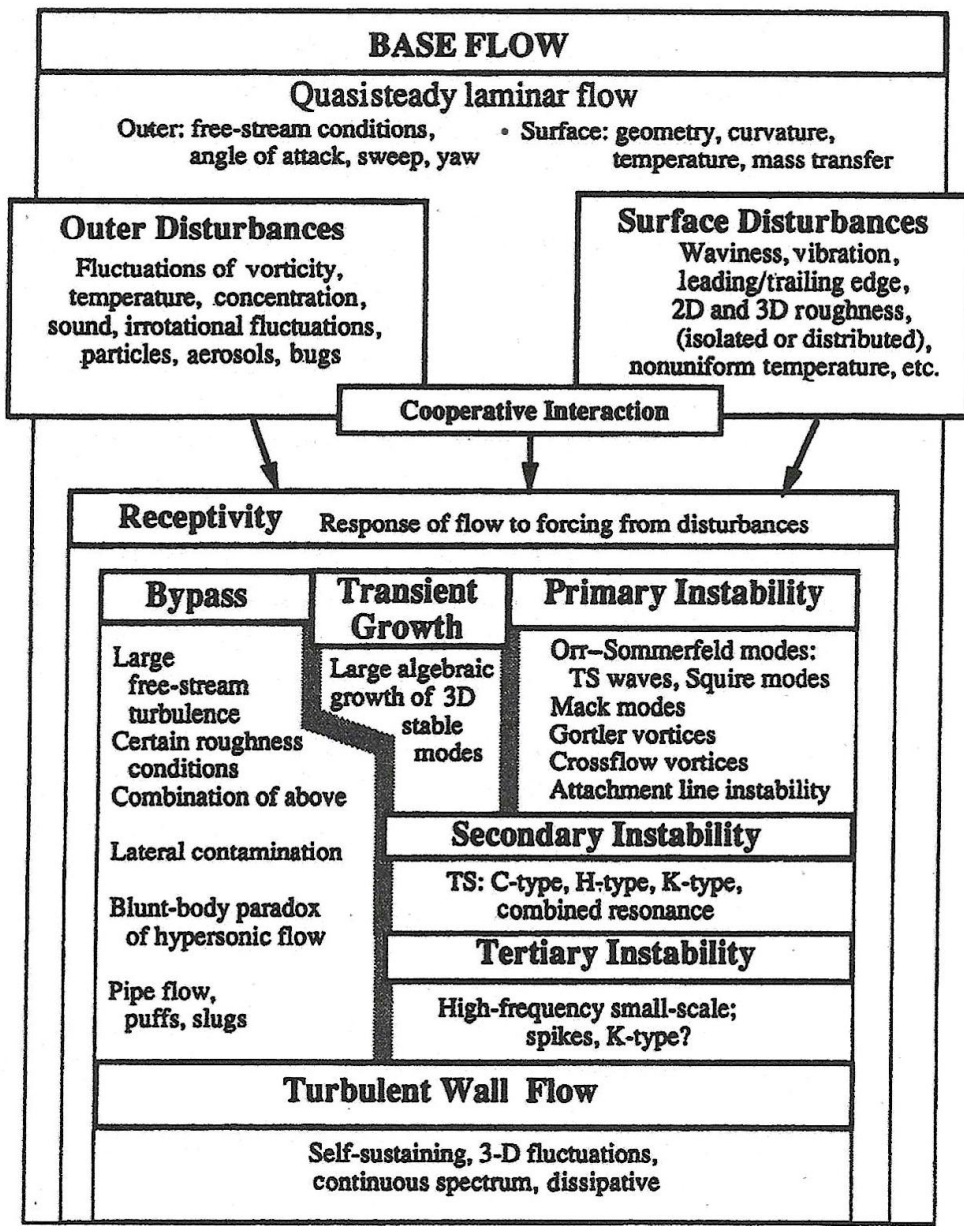 BASE FLOW
Quasisteady laminar flow
Outer: free-stream conditions,
angle of attack, sweep, yaw
• Surface: geometry, curvature,
temperature, mass transfer
Outer Disturbances
Fluctuations of vorticity,
temperature, concentration,
sound, irrotational fluctuations,
particles, aerosols, bugs
Surface Disturbances
Waviness, vibration,
leading/trailing edge,
2D and 3D roughness,
(isolated or distributed),
nonuniform temperature, etc.
Cooperative Interaction
Receptivity Response of flow to forcing from disturbances
Bypass
Large
free-stream
turbulence
Certain roughness
conditions
Combination of above
Lateral contamination
Blunt-body paradox
of hypersonic flow
Pipe flow,
puffs, slugs
Transient
Growth
Large algebraic
growth of 3D
stable
modes
Primary Instability
Orr–Sommerfeld modes:
TS waves, Squire modes
Mack modes
Gortler vortices
Crossflow vortices
Attachment line instability
Secondary Instability
TS: C-type, H-type, K-type,
combined resonance
Tertiary Instability
High-frequency small-scale;
spikes, K-type?
Turbulent Wall Flow
Self-sustaining, 3-D fluctuations,
continuous spectrum, dissipative